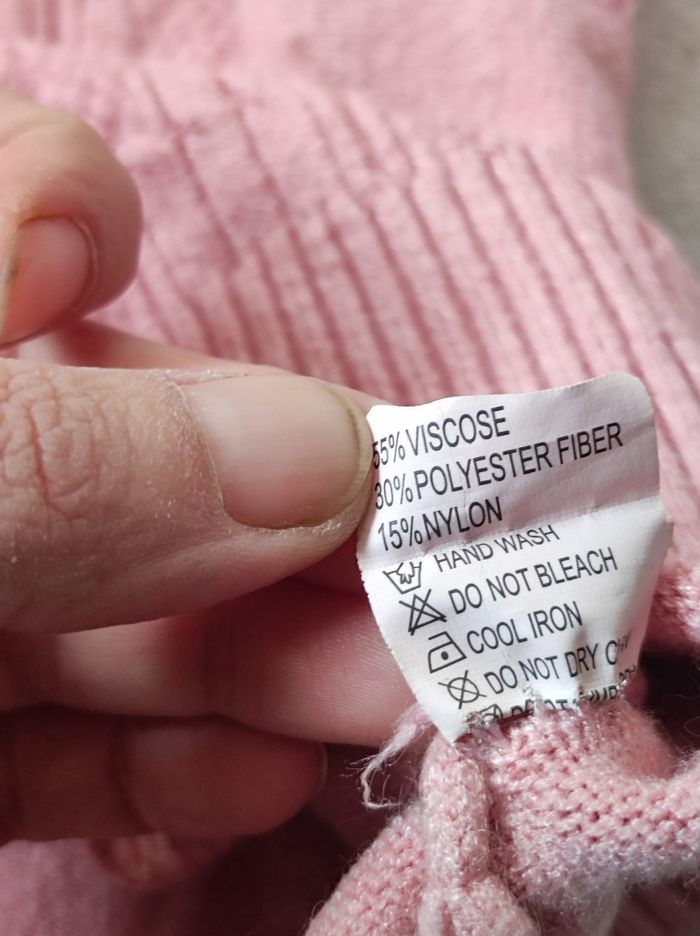 55% VISCOSE
30% POLYESTER FIBER
15% NYLON
HAND WASH
DO NOT BLEACH
COOL IRON
DO NOT DRY